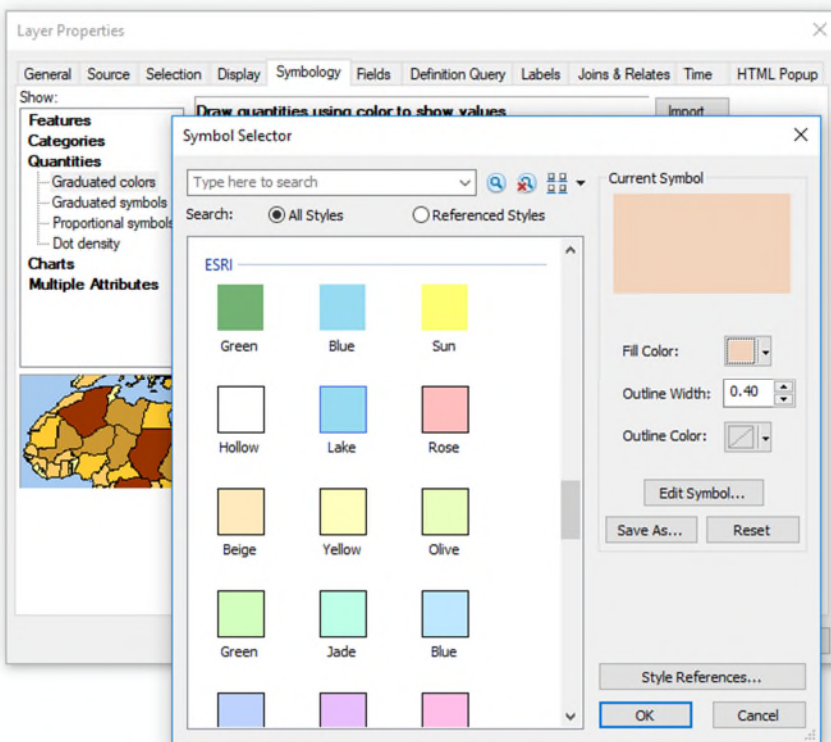 Layer Properties
General Source Selection Display Symbology Fields Definition Query Labels Joins & Relates Time HTML Popup
Show:
Features
Categories
Quantities
Graduated colors
Graduated symbols
Proportional symbols
Dot density
Charts
Multiple Attributes
Draw quantities using color to show values
Import
Symbol Selector
Type here to search
Search: All Styles Referenced Styles
ESRI
Green Blue Sun
Hollow Lake Rose
Beige Yellow Olive
Green Jade Blue
Current Symbol
Fill Color:
Outline Width: 0.40
Outline Color:
Edit Symbol...
Save As... Reset
Style References...
OK Cancel